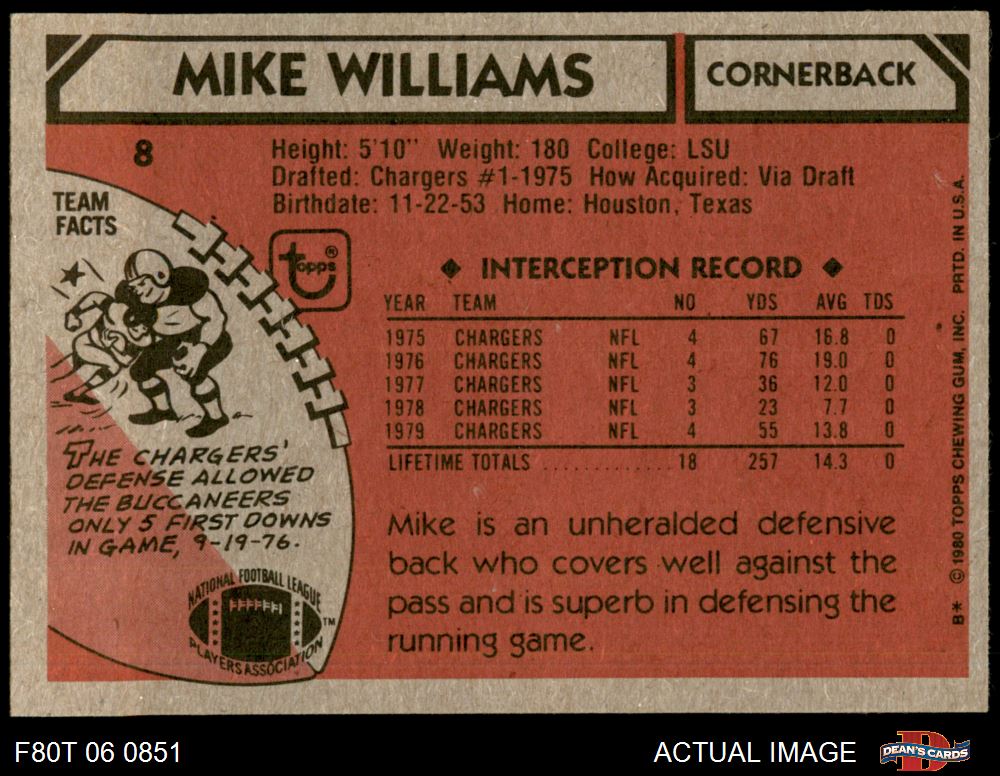 MIKE WILLIAMS CORNERBACK
8
Height: 5'10" Weight: 180 College: LSU
Drafted: Chargers #1-1975 How Acquired: Via Draft
Birthdate: 11-22-53 Home: Houston, Texas
TEAM
FACTS
topps®
◆ INTERCEPTION RECORD ◆
YEAR TEAM NO YDS AVG TDS
1975 CHARGERS NFL 4 67 16.8 0
1976 CHARGERS NFL 4 76 19.0 0
1977 CHARGERS NFL 3 36 12.0 0
1978 CHARGERS NFL 3 23 7.7 0
1979 CHARGERS NFL 4 55 13.8 0
LIFETIME TOTALS ............. 18 257 14.3 0
THE CHARGERS'
DEFENSE ALLOWED
THE BUCCANEERS
ONLY 5 FIRST DOWNS
IN GAME, 9-19-76.
NATIONAL FOOTBALL LEAGUE
PLAYERS ASSOCIATION
TM
Mike is an unheralded defensive
back who covers well against the
pass and is superb in defensing the
running game.
B* © 1980 TOPPS CHEWING GUM, INC. PRTD. IN U.S.A.
F80T 06 0851 ACTUAL IMAGE
D
DEAN'S CARDS